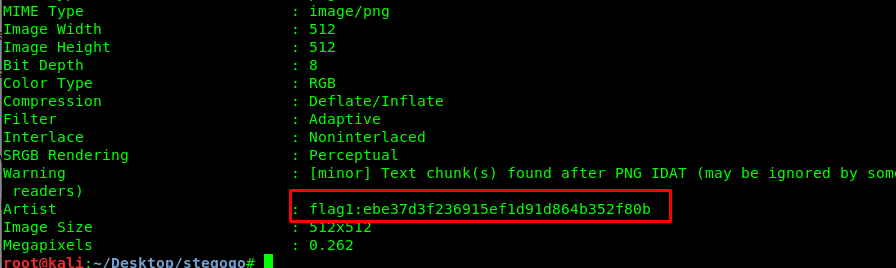 MIME Type : image/png
Image Width : 512
Image Height : 512
Bit Depth : 8
Color Type : RGB
Compression : Deflate/Inflate
Filter : Adaptive
Interlace : Noninterlaced
SRGB Rendering : Perceptual
Warning : [minor] Text chunk(s) found after PNG IDAT (may be ignored by som
readers)
Artist : flag1:ebe37d3f236915ef1d91d864b352f80b
Image Size : 512x512
Megapixels : 0.262
root@kali:~/Desktop/stegogo#